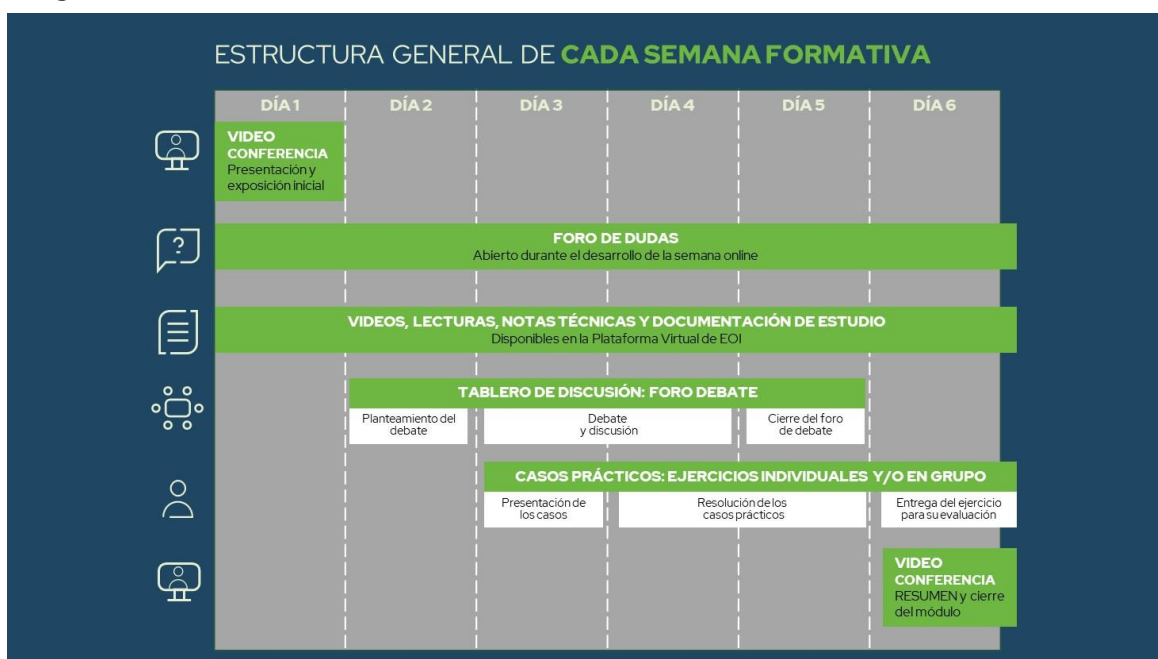 ESTRUCTURA GENERAL DE CADA SEMANA FORMATIVA
DÍA 1 DÍA 2 DÍA 3 DÍA 4 DÍA 5 DÍA 6
VIDEO
CONFERENCIA
Presentación y
exposición inicial
?
FORO DE DUDAS
Abierto durante el desarrollo de la semana online
VIDEOS, LECTURAS, NOTAS TÉCNICAS Y DOCUMENTACIÓN DE ESTUDIO
Disponibles en la Plataforma Virtual de EOI
TABLERO DE DISCUSIÓN: FORO DEBATE
Planteamiento del
debate
Debate
y discusión
Cierre del foro
de debate
CASOS PRÁCTICOS: EJERCICIOS INDIVIDUALES Y/O EN GRUPO
Presentación de
los casos
Resolución de los
casos prácticos
Entrega del ejercicio
para su evaluación
VIDEO
CONFERENCIA
RESUMEN y cierre
del módulo